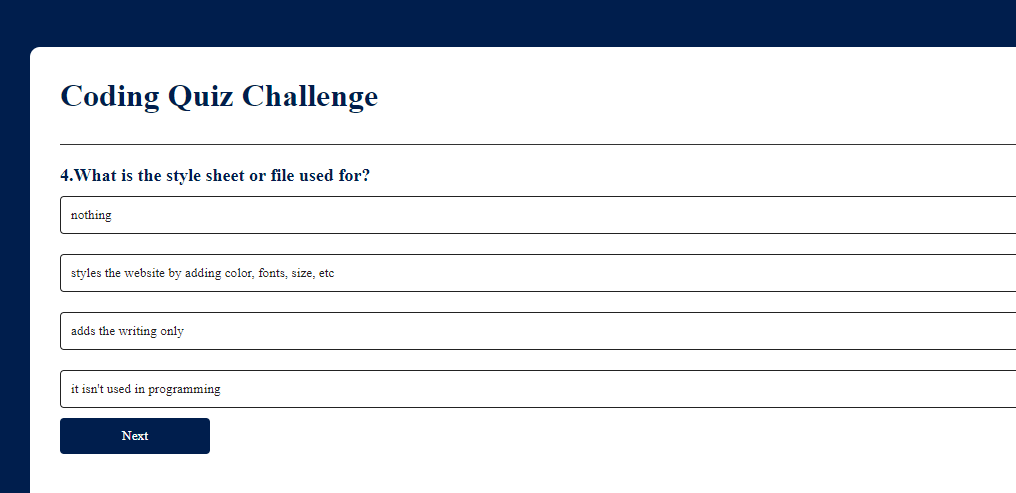 Coding Quiz Challenge
4.What is the style sheet or file used for?
nothing
styles the website by adding color, fonts, size, etc
adds the writing only
it isn't used in programming
Next